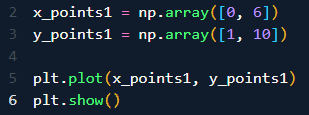 2 x_points1 = np.array([0, 6])
3 y_points1 = np.array([1, 10])
4
5 plt.plot(x_points1, y_points1)
6 plt.show()